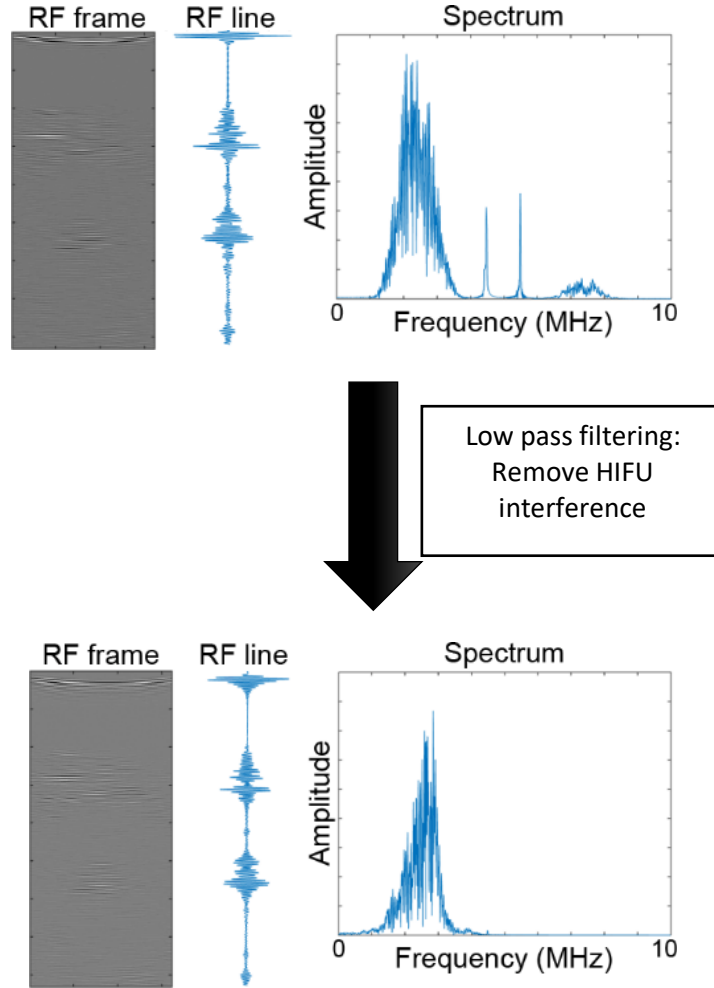 RF frame RF line Spectrum
Amplitude
0 10
Frequency (MHz)
Low pass filtering:
Remove HIFU
interference
RF frame RF line Spectrum
Amplitude
0 10
Frequency (MHz)